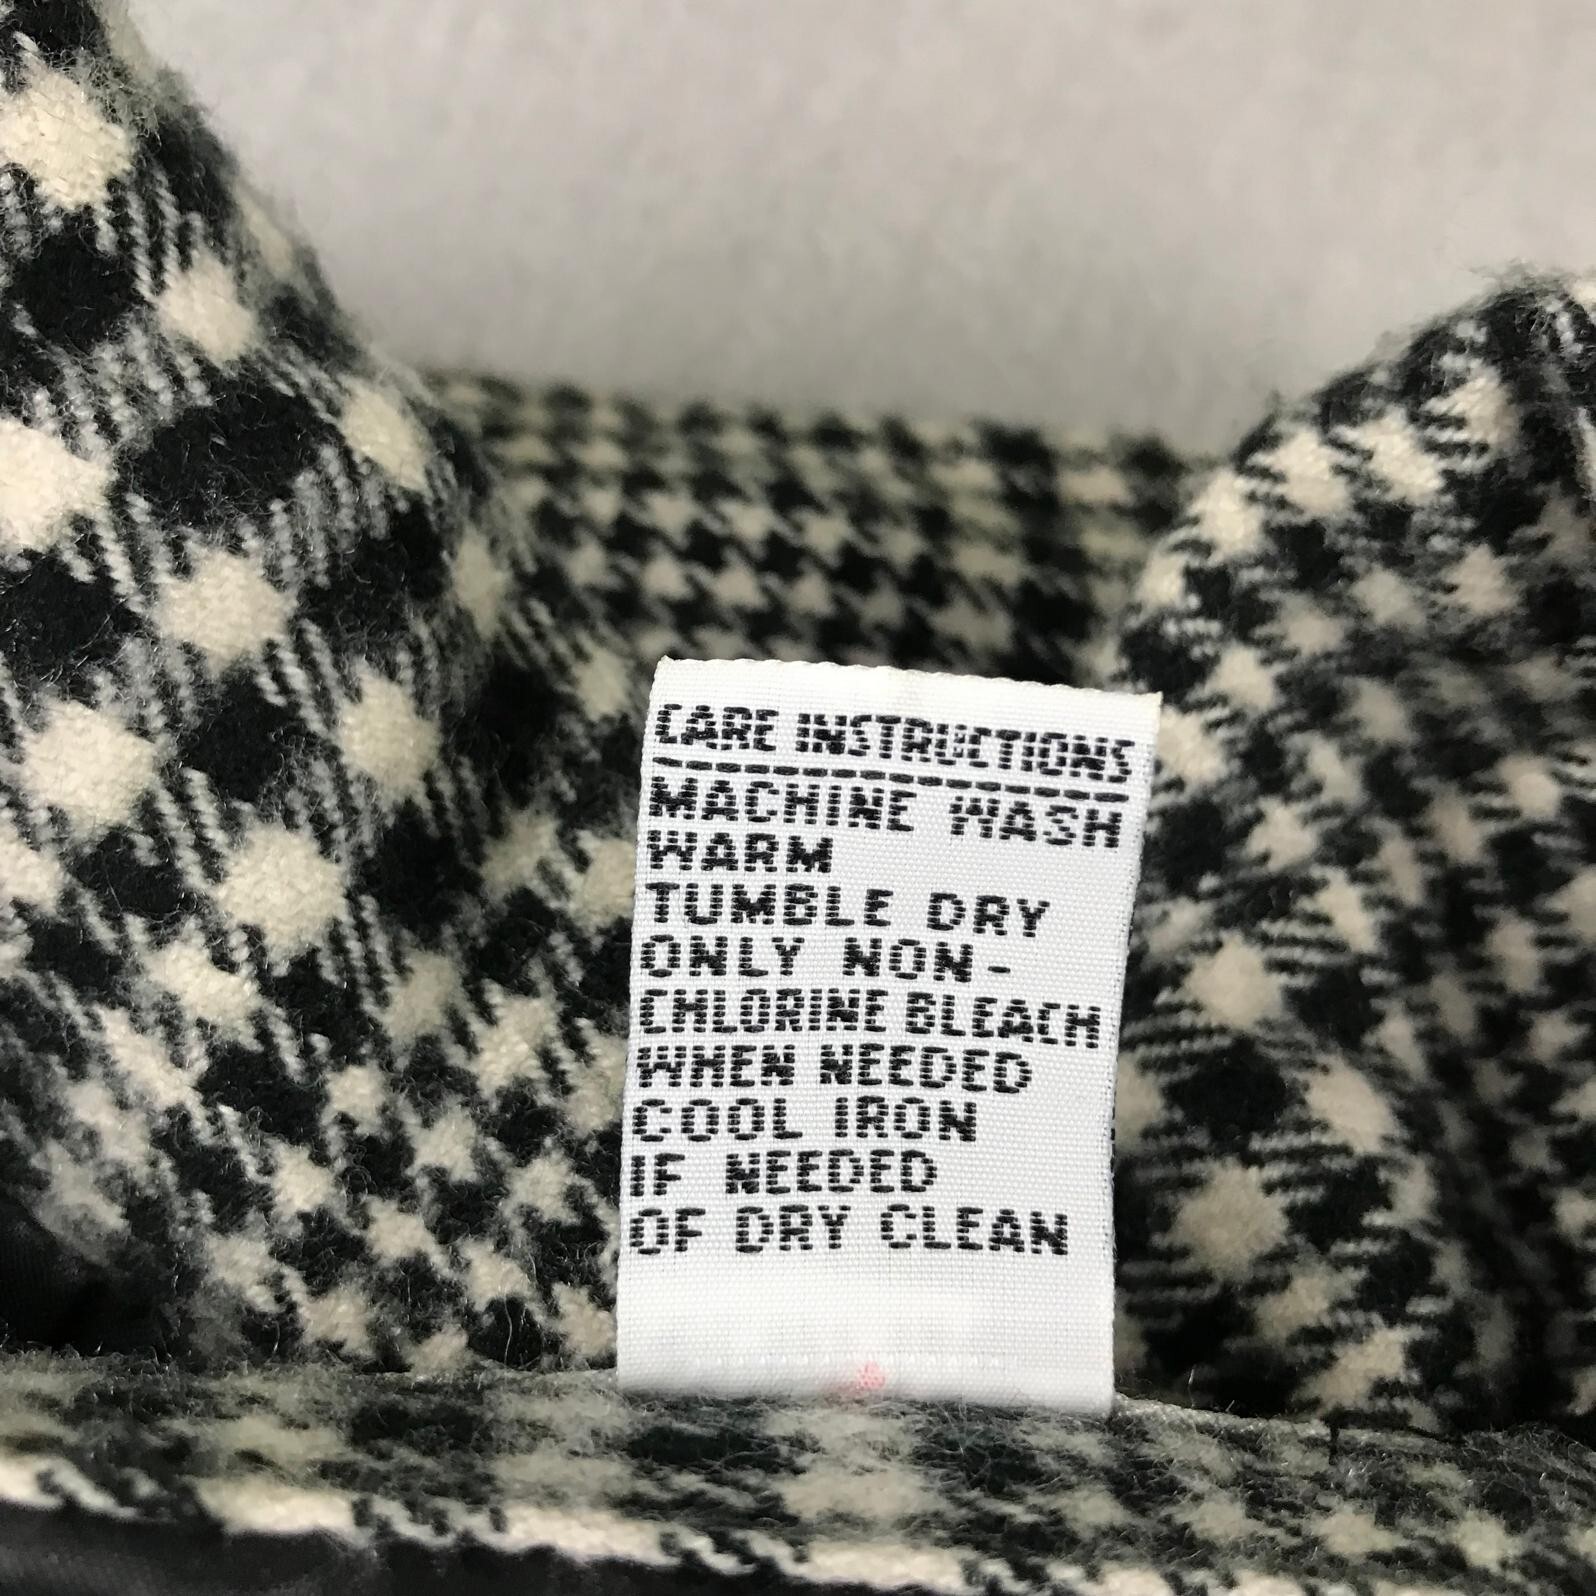 CARE INSTRUCTIONS
MACHINE WASH
WARM
TUMBLE DRY
ONLY NON-
CHLORINE BLEACH
WHEN NEEDED
COOL IRON
IF NEEDED
OF DRY CLEAN